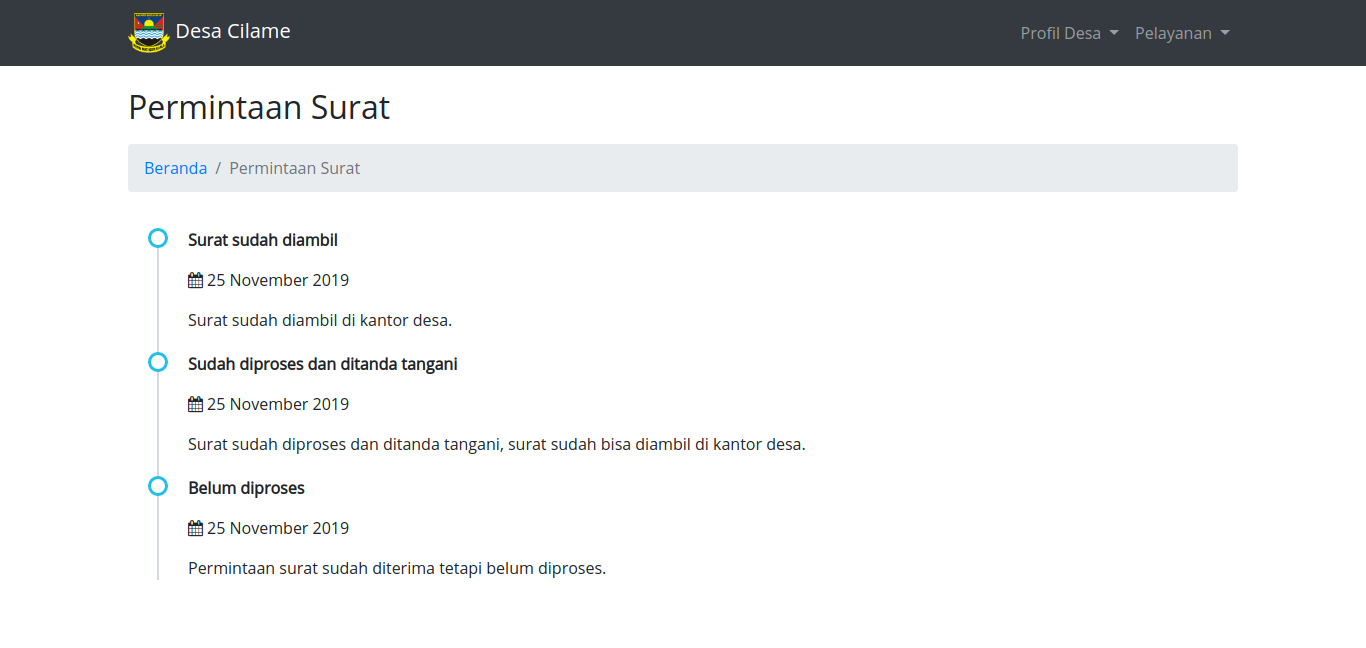 Desa Cilame
Profil Desa
Pelayanan
Permintaan Surat
Beranda / Permintaan Surat
Surat sudah diambil
25 November 2019
Surat sudah diambil di kantor desa.
Sudah diproses dan ditanda tangani
25 November 2019
Surat sudah diproses dan ditanda tangani, surat sudah bisa diambil di kantor desa.
Belum diproses
25 November 2019
Permintaan surat sudah diterima tetapi belum diproses.